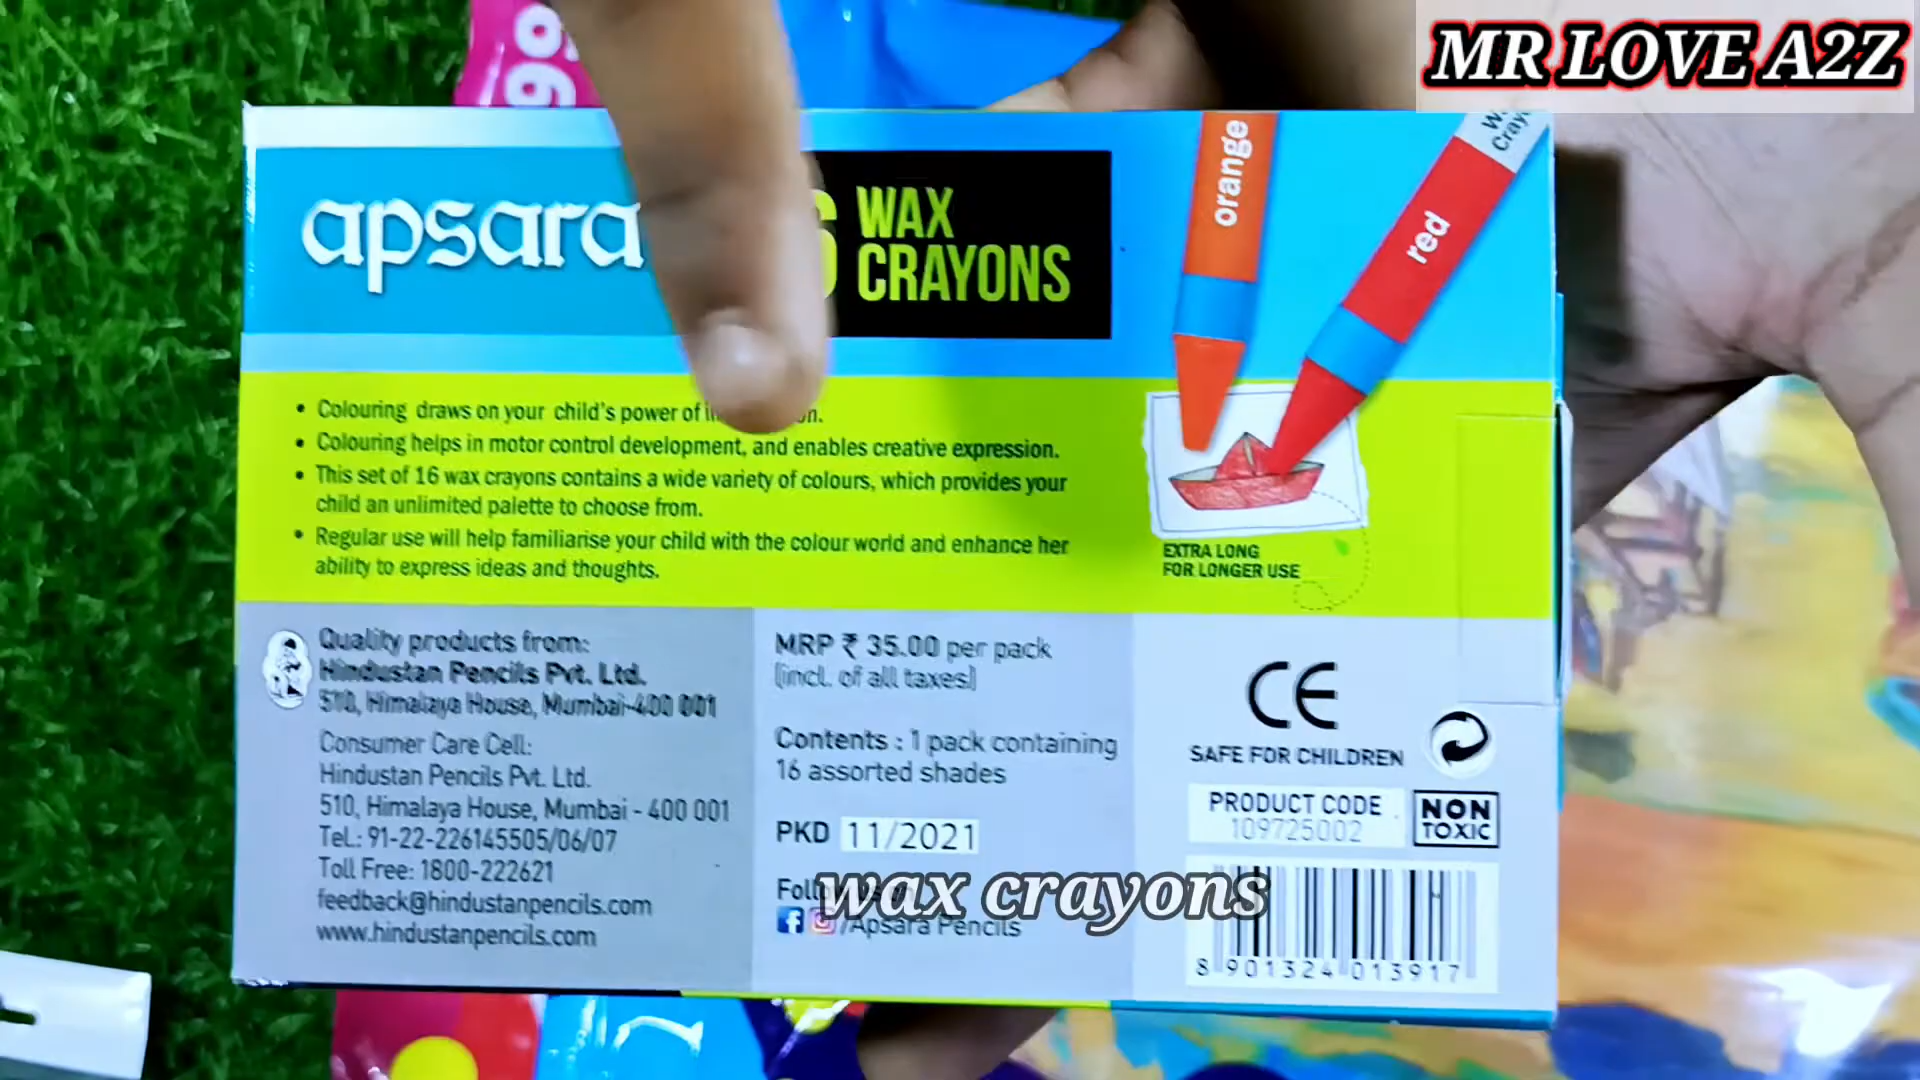 MR LOVE A2Z
99
apsara
WAX
CRAYONS
orange
red
• Colouring draws on your child's power of
• Colouring helps in motor control development, and enables creative expression.
• This set of 16 wax crayons contains a wide variety of colours, which provides your
child an unlimited palette to choose from.
• Regular use will help familiarise your child with the colour world and enhance her
ability to express ideas and thoughts.
EXTRA LONG
FOR LONGER USE
Quality products from:
Hindustan Pencils Pvt. Ltd.
510, Himalaya House, Mumbai-400 001
Consumer Care Cell:
Hindustan Pencils Pvt. Ltd.
510, Himalaya House, Mumbai - 400 001
Tel.: 91-22-226145505/06/07
Toll Free: 1800-222621
feedback@hindustanpencils.com
www.hindustanpencils.com
MRP ₹ 35.00 per pack
(incl. of all taxes)
Contents : 1 pack containing
16 assorted shades
PKD 11/2021
/Apsara Pencils
wax crayons
CE
SAFE FOR CHILDREN
PRODUCT CODE
109725002
NON
TOXIC
8 901324 013917